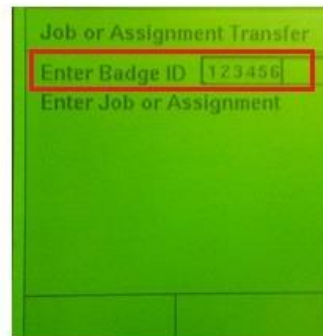 Job or Assignment Transfer
Enter Badge ID 123456
Enter Job or Assignment